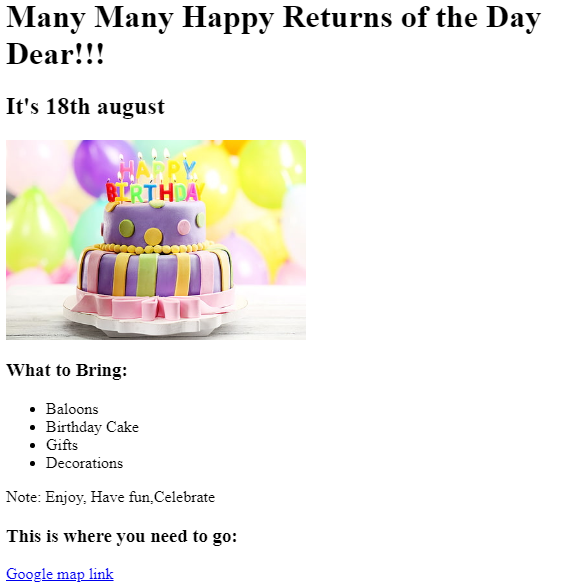 Many Many Happy Returns of the Day
Dear!!!
It's 18th august
HAPPY
BIRTHDAY
What to Bring:
Baloons
Birthday Cake
Gifts
Decorations
Note: Enjoy, Have fun,Celebrate
This is where you need to go:
Google map link